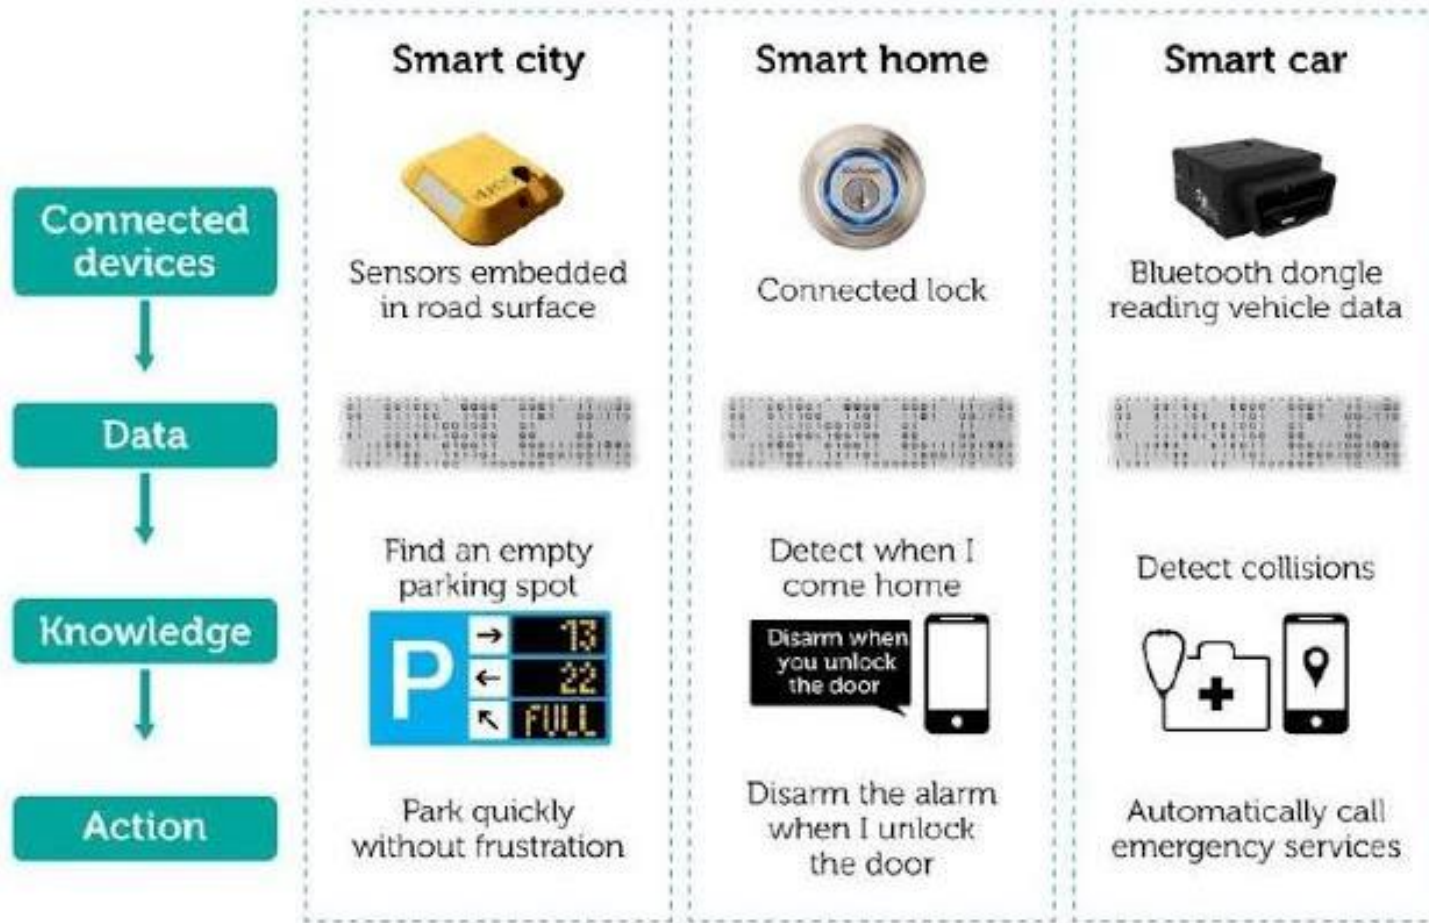 Smart city
Smart home
Smart car
Connected
devices
Sensors embedded
in road surface
Connected lock
Bluetooth dongle
reading vehicle data
Data
Find an empty
parking spot
Detect when I
come home
Detect collisions
Knowledge
P
→ 13
← 22
↖ FULL
Disarm when
you unlock
the door
Action
Park quickly
without frustration
Disarm the alarm
when I unlock
the door
Automatically call
emergency services